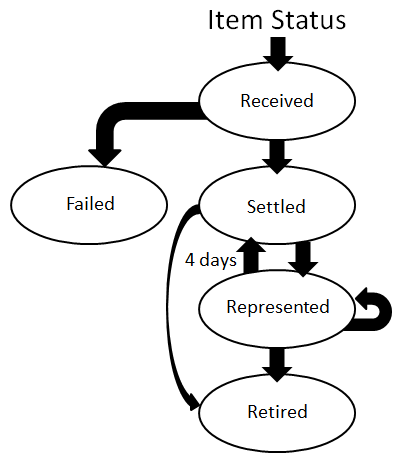 Item Status
Received
Failed
Settled
4 days
Represented
Retired